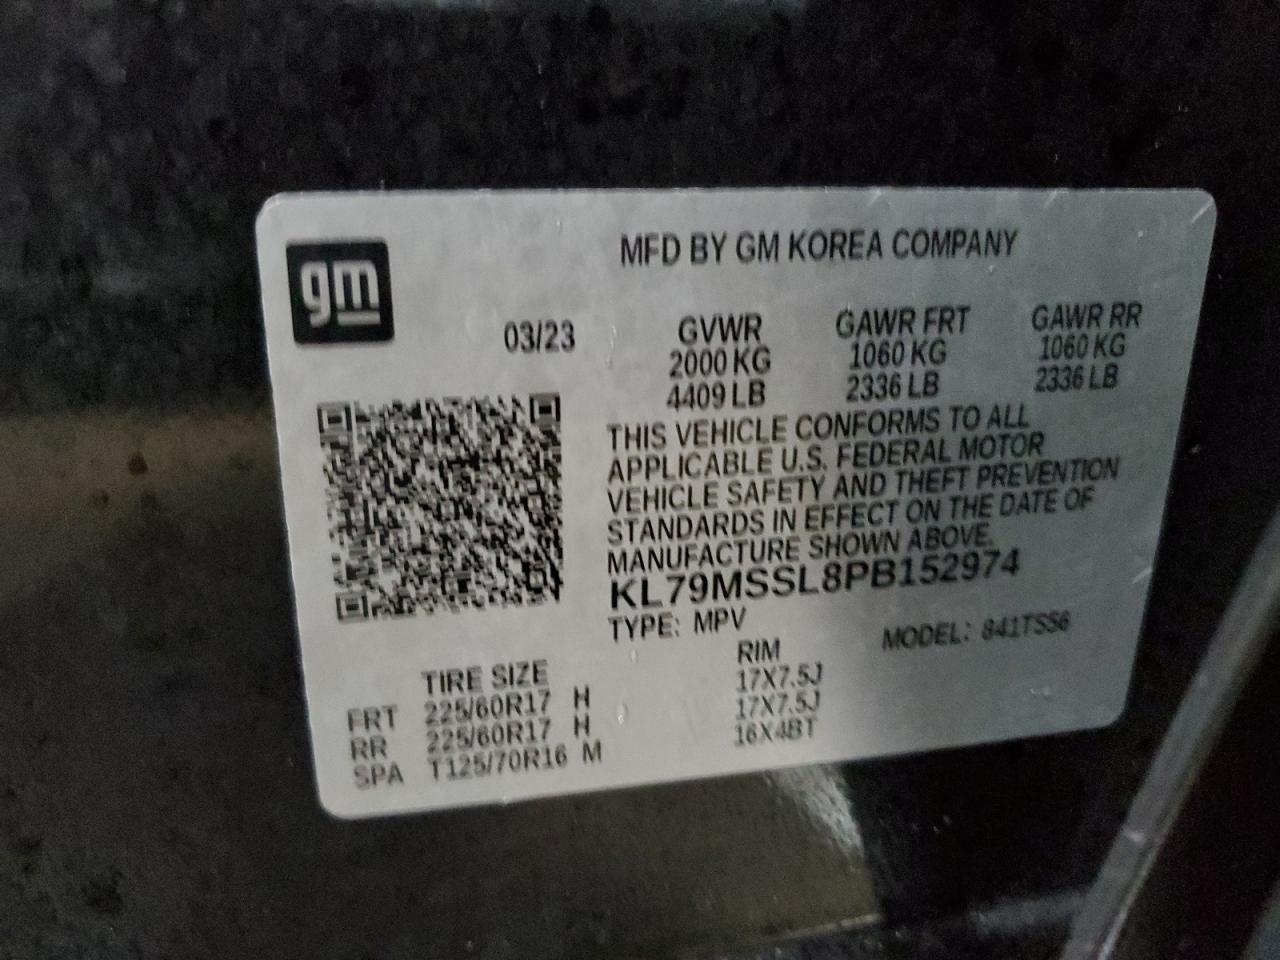 gm
MFD BY GM KOREA COMPANY
03/23
GVWR GAWR FRT GAWR RR
2000 KG 1060 KG 1060 KG
4409 LB 2336 LB 2336 LB
THIS VEHICLE CONFORMS TO ALL
APPLICABLE U.S. FEDERAL MOTOR
VEHICLE SAFETY AND THEFT PREVENTION
STANDARDS IN EFFECT ON THE DATE OF
MANUFACTURE SHOWN ABOVE.
KL79MSSL8PB152974
TYPE: MPV MODEL: 841TS56
TIRE SIZE RIM
FRT 225/60R17 H 17X7.5J
RR 225/60R17 H 17X7.5J
SPA T125/70R16 M 16X4BT